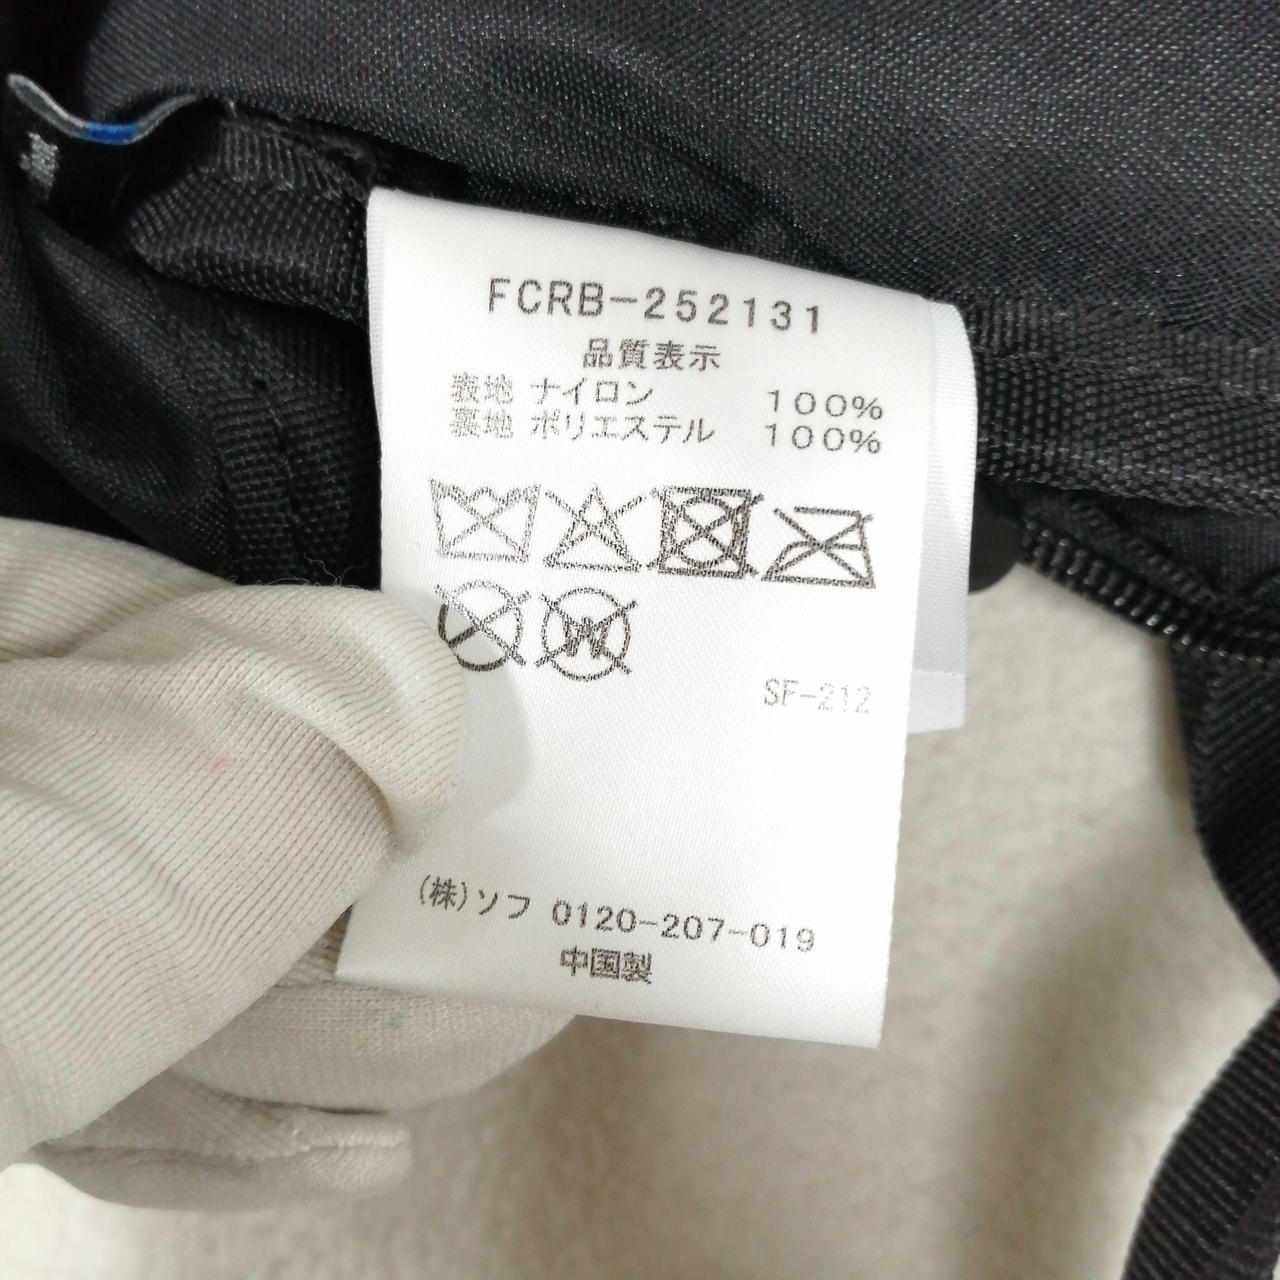 FCRB-252131
品質表示
表地 ナイロン 100%
裏地 ポリエステル 100%
W
SF-212
(株)ソフ 0120-207-019
中国製